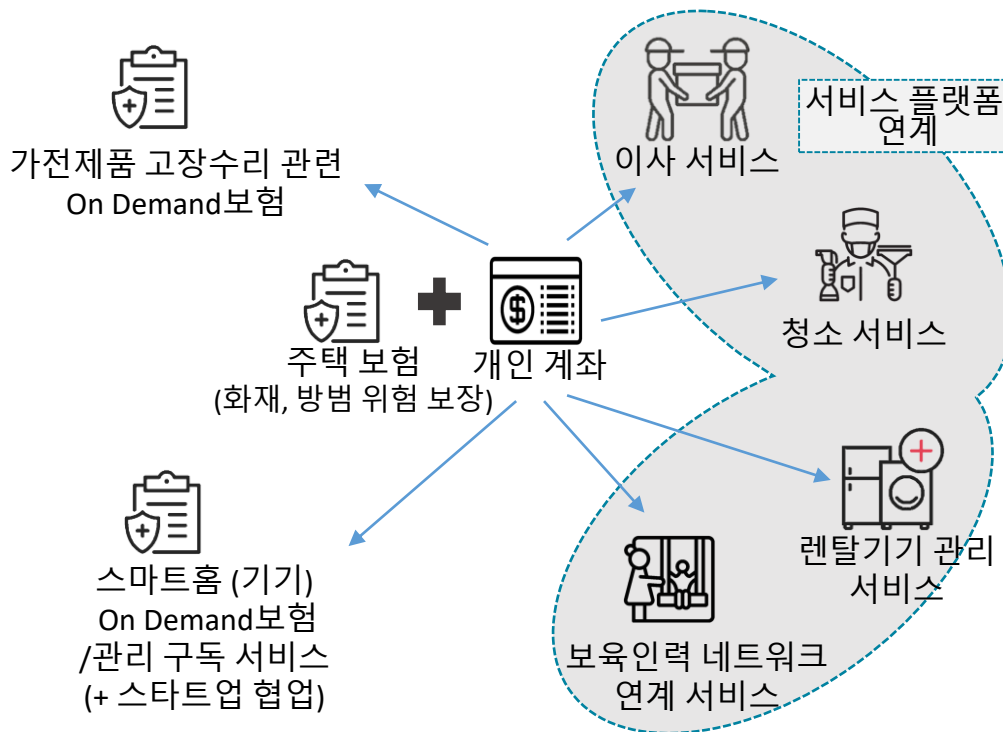 가전제품 고장수리 관련
On Demand보험
이사 서비스
서비스 플랫폼
연계
청소 서비스
주택 보험
(화재, 방범 위험 보장)
개인 계좌
스마트홈 (기기)
On Demand보험
/관리 구독 서비스
(+ 스타트업 협업)
렌탈기기 관리
서비스
보육인력 네트워크
연계 서비스